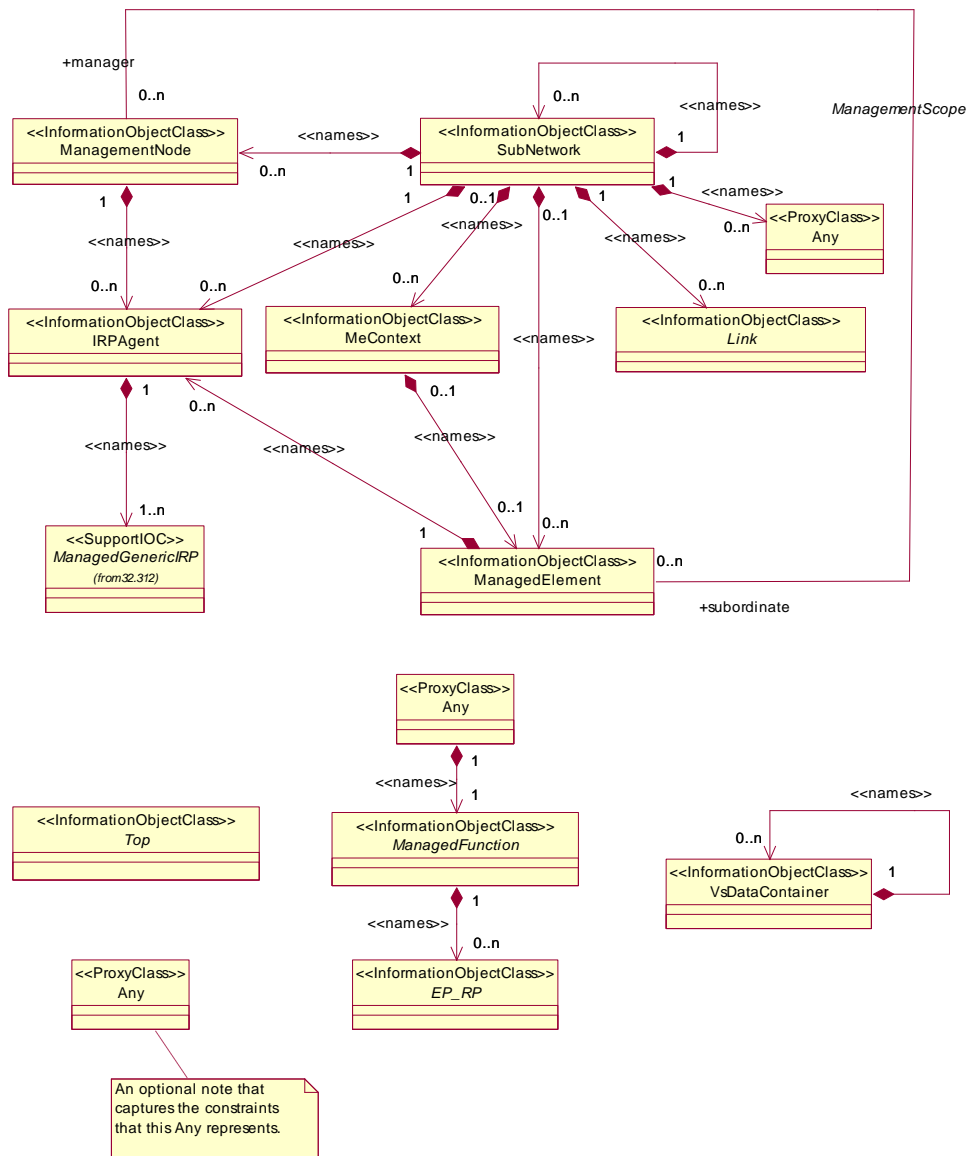 +manager
0..n
0..n
<<names>>
ManagementScope
<<InformationObjectClass>>
ManagementNode
<<names>>
0..n
1
<<InformationObjectClass>>
SubNetwork
1
1
<<names>>
1
<<names>>
0..n
1
<<names>>
0..n
0..1
<<names>>
0..n
0..1
<<names>>
0..n
1
<<names>>
0..n
1
<<names>>
0..n
<<ProxyClass>>
Any
<<InformationObjectClass>>
IRPAgent
<<InformationObjectClass>>
MeContext
<<InformationObjectClass>>
Link
1
<<names>>
1..n
0..n
<<names>>
1
0..1
<<names>>
0..1
<<SupportIOC>>
ManagedGenericIRP
(from32.312)
<<InformationObjectClass>>
ManagedElement
0..n
+subordinate
<<ProxyClass>>
Any
1
<<names>>
1
<<InformationObjectClass>>
Top
<<InformationObjectClass>>
ManagedFunction
1
<<names>>
0..n
<<InformationObjectClass>>
EP_RP
<<names>>
0..n
1
<<InformationObjectClass>>
VsDataContainer
<<ProxyClass>>
Any
An optional note that
captures the constraints
that this Any represents.